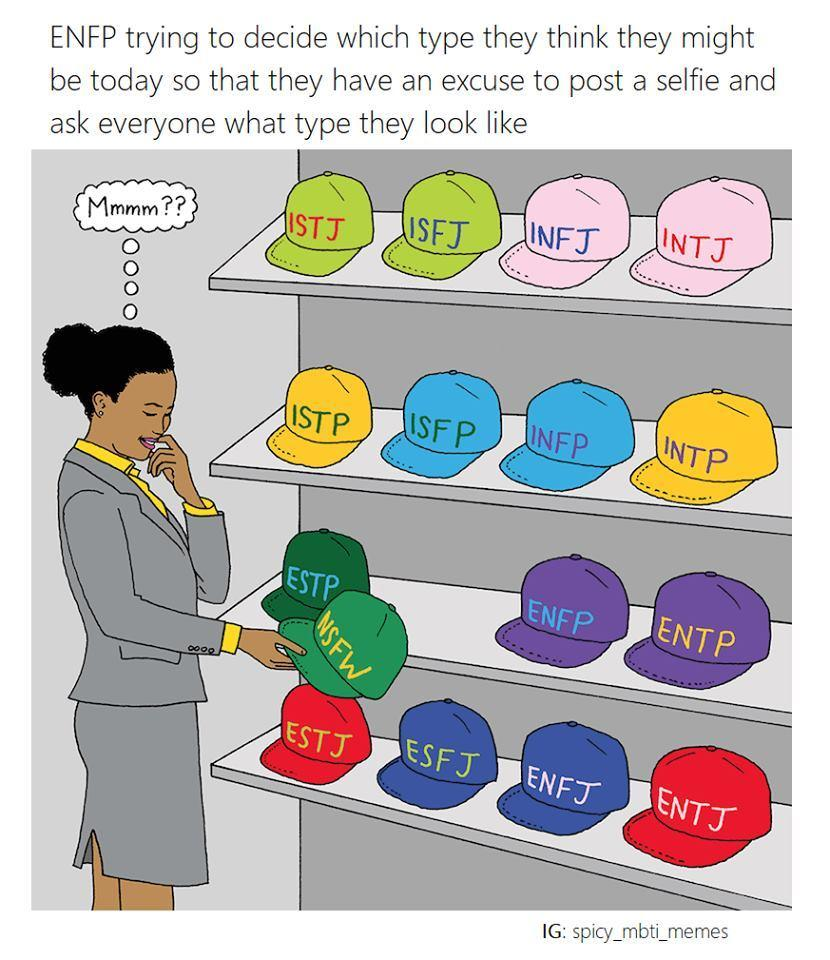 ENFP trying to decide which type they think they might
be today so that they have an excuse to post a selfie and
ask everyone what type they look like
Mmmm??
ISTJ
ISFJ
INFJ
INTJ
ISTP
ISFP
INFP
INTP
ESTP
NSFW
ENFP
ENTP
ESTJ
ESFJ
ENFJ
ENTJ
IG: spicy_mbti_memes